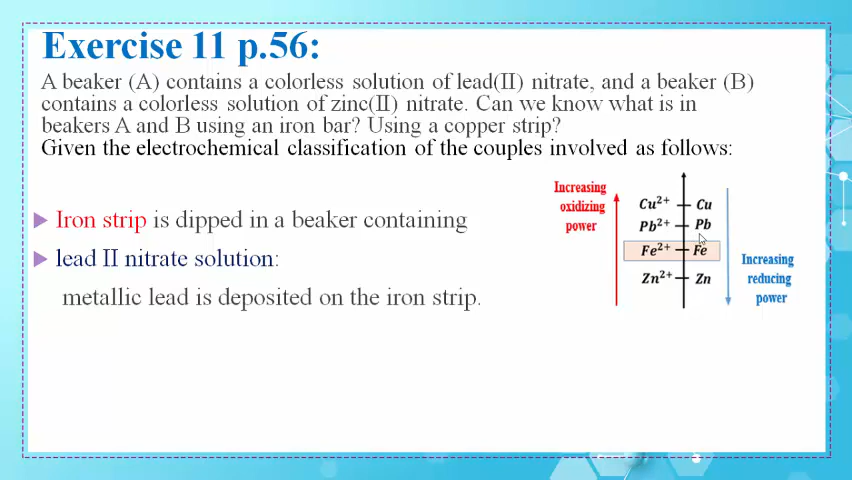 Exercise 11 p.56:
A beaker (A) contains a colorless solution of lead(II) nitrate, and a beaker (B)
contains a colorless solution of zinc(II) nitrate. Can we know what is in
beakers A and B using an iron bar? Using a copper strip?
Given the electrochemical classification of the couples involved as follows:
Iron strip is dipped in a beaker containing
lead II nitrate solution:
metallic lead is deposited on the iron strip.
Increasing
oxidizing
power
Cu²⁺ Cu
Pb²⁺ Pb
Fe²⁺ Fe
Zn²⁺ Zn
Increasing
reducing
power